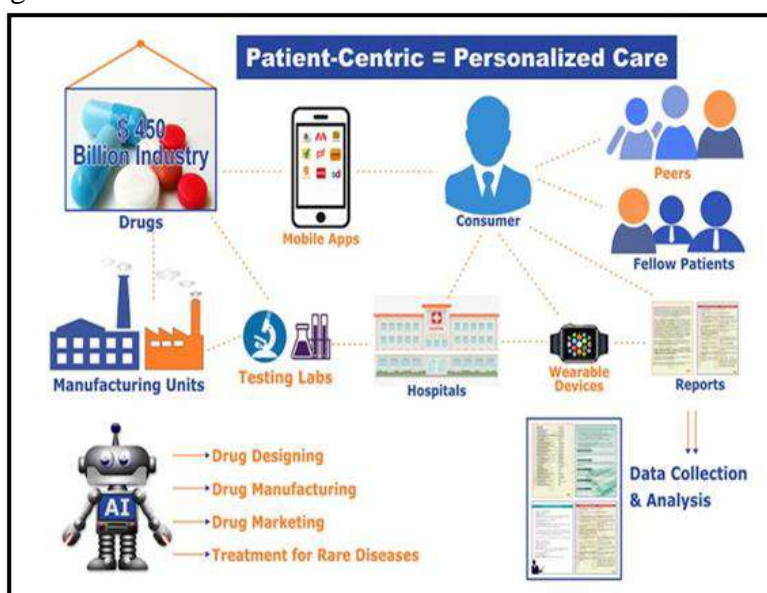 Patient-Centric = Personalized Care
$ 450
Billion Industry
Drugs
Mobile Apps
Consumer
Peers
Fellow Patients
Manufacturing Units
Testing Labs
Hospitals
Wearable
Devices
Reports
AI
Drug Designing
Drug Manufacturing
Drug Marketing
Treatment for Rare Diseases
Data Collection
& Analysis